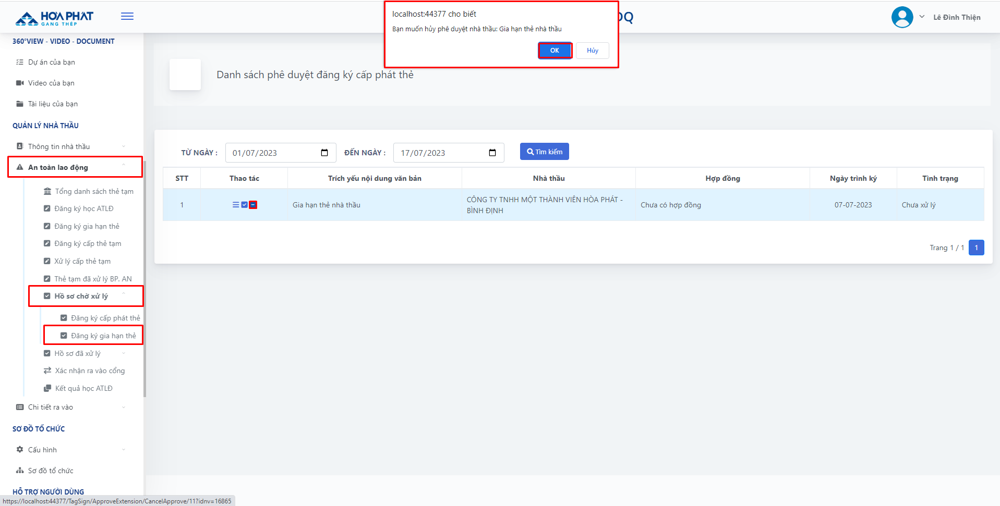 HÒA PHÁT
GANG THÉP
localhost:44377 cho biết
Bạn muốn hủy phê duyệt nhà thầu: Gia hạn thẻ nhà thầu
OK
Hủy
DQ
Lê Đình Thiện
360°VIEW - VIDEO - DOCUMENT
Dự án của bạn
Video của bạn
Tài liệu của bạn
QUẢN LÝ NHÀ THẦU
Thông tin nhà thầu
An toàn lao động
Tổng danh sách thẻ tạm
Đăng ký học ATLĐ
Đăng ký gia hạn thẻ
Đăng ký cấp thẻ tạm
Xử lý cấp thẻ tạm
Thẻ tạm đã xử lý BP. AN
Hồ sơ chờ xử lý
Đăng ký cấp phát thẻ
Đăng ký gia hạn thẻ
Hồ sơ đã xử lý
Xác nhận ra vào cổng
Kết quả học ATLĐ
Chi tiết ra vào
SƠ ĐỒ TỔ CHỨC
Cấu hình
Sơ đồ tổ chức
HỖ TRỢ NGƯỜI DÙNG
https://localhost:44377/TagSign/ApproveExtension/CancelApprove/11?idnv=16865
Danh sách phê duyệt đăng ký cấp phát thẻ
TỪ NGÀY : 01/07/2023 ĐẾN NGÀY : 17/07/2023 Tìm kiếm
STT Thao tác Trích yếu nội dung văn bản Nhà thầu Hợp đồng Ngày trình ký Tình trạng
1 Gia hạn thẻ nhà thầu CÔNG TY TNHH MỘT THÀNH VIÊN HÒA PHÁT - Chưa có hợp đồng 07-07-2023 Chưa xử lý
BÌNH ĐỊNH
Trang 1 / 1 1